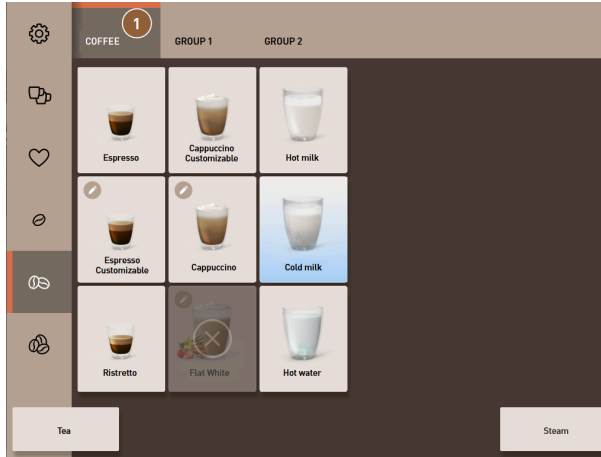 1
COFFEE
GROUP 1
GROUP 2
Espresso
Cappuccino
Customizable
Hot milk
Espresso
Customizable
Cappuccino
Cold milk
Ristretto
Flat White
Hot water
Tea
Steam